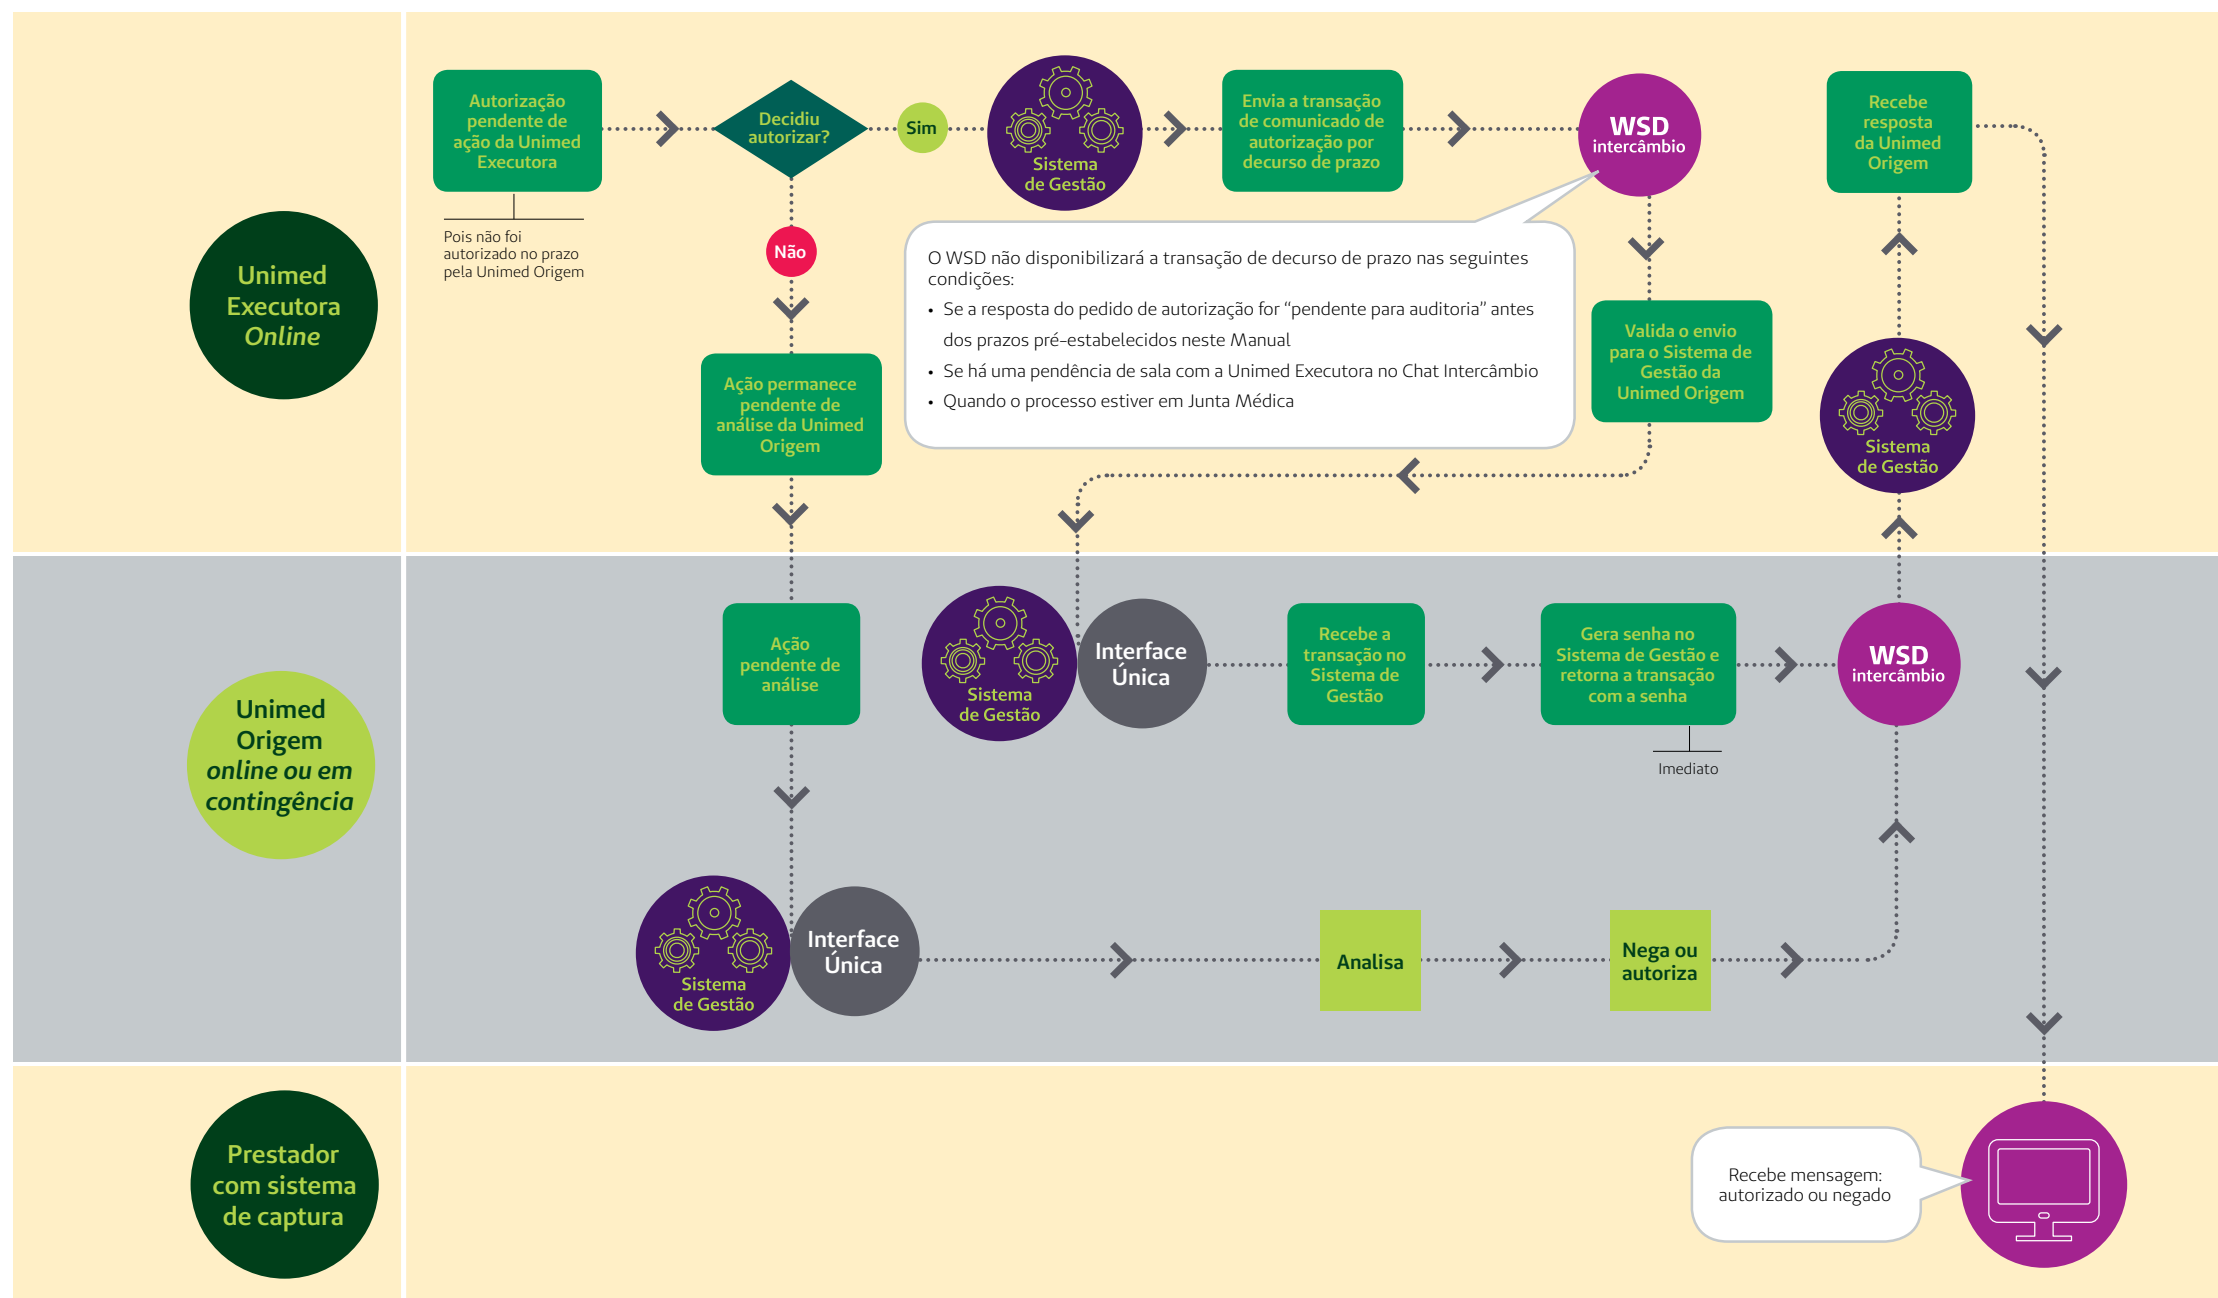 Unimed
Executora
Online
Autorização
pendente de
ação da Unimed
Executora
Pois não foi
autorizado no prazo
pela Unimed Origem
Decidiu
autorizar?
Sim
Não
Sistema
de Gestão
Envia a transação
de comunicado de
autorização por
decurso de prazo
WSD
intercâmbio
O WSD não disponibilizará a transação de decurso de prazo nas seguintes
condições:
• Se a resposta do pedido de autorização for “pendente para auditoria” antes
dos prazos pré-estabelecidos neste Manual
• Se há uma pendência de sala com a Unimed Executora no Chat Intercâmbio
• Quando o processo estiver em Junta Médica
Valida o envio
para o Sistema de
Gestão da
Unimed Origem
Recebe
resposta
da Unimed
Origem
Sistema
de Gestão
Ação permanece
pendente de
análise da Unimed
Origem
Unimed
Origem
online ou em
contingência
Ação
pendente de
análise
Sistema
de Gestão
Interface
Única
Recebe a
transação no
Sistema de
Gestão
Gera senha no
Sistema de Gestão e
retorna a transação
com a senha
Imediato
WSD
intercâmbio
Sistema
de Gestão
Interface
Única
Analisa
Nega ou
autoriza
Prestador
com sistema
de captura
Recebe mensagem:
autorizado ou negado